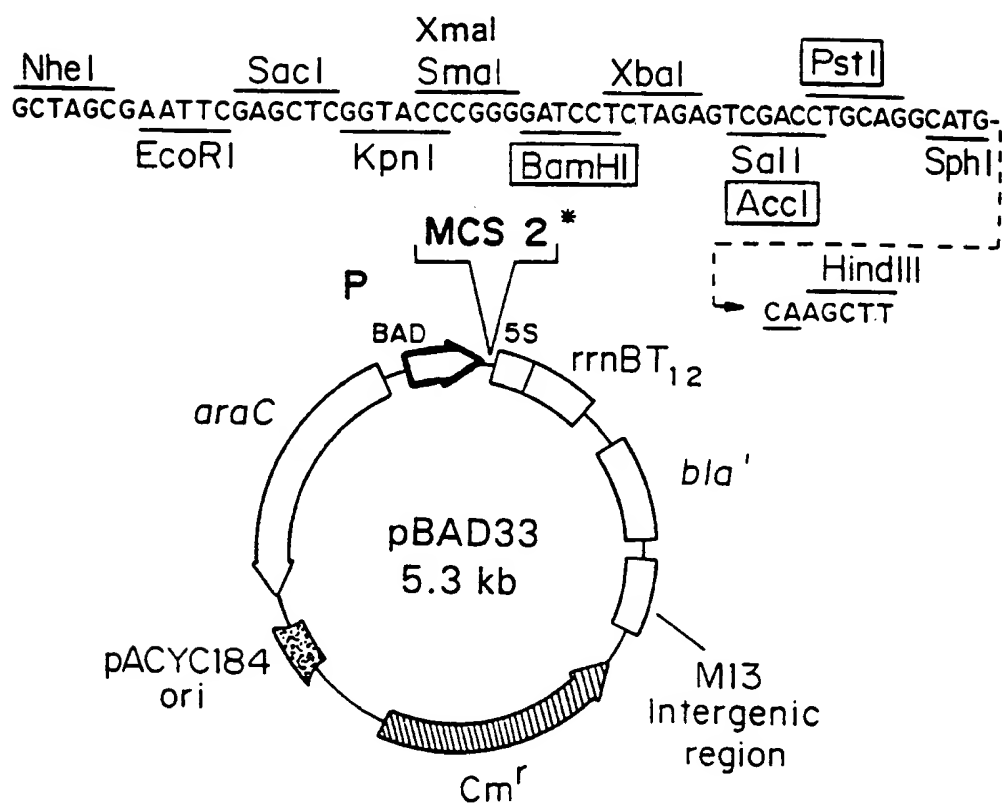 XmaI
NheI SacI SmaI XbaI PstI
GCTAGCGAATTCGAGCTCGGTACCCGGGGATCCTCTAGAGTCGACCTGCAGGCATG-
EcoRI KpnI BamHI SalI SphI
AccI
HindIII
CAAGCTT
MCS 2*
P
BAD
5S
rrnBT12
araC
bla'
pBAD33
5.3 kb
pACYC184
ori
M13
Intergenic
region
Cmr